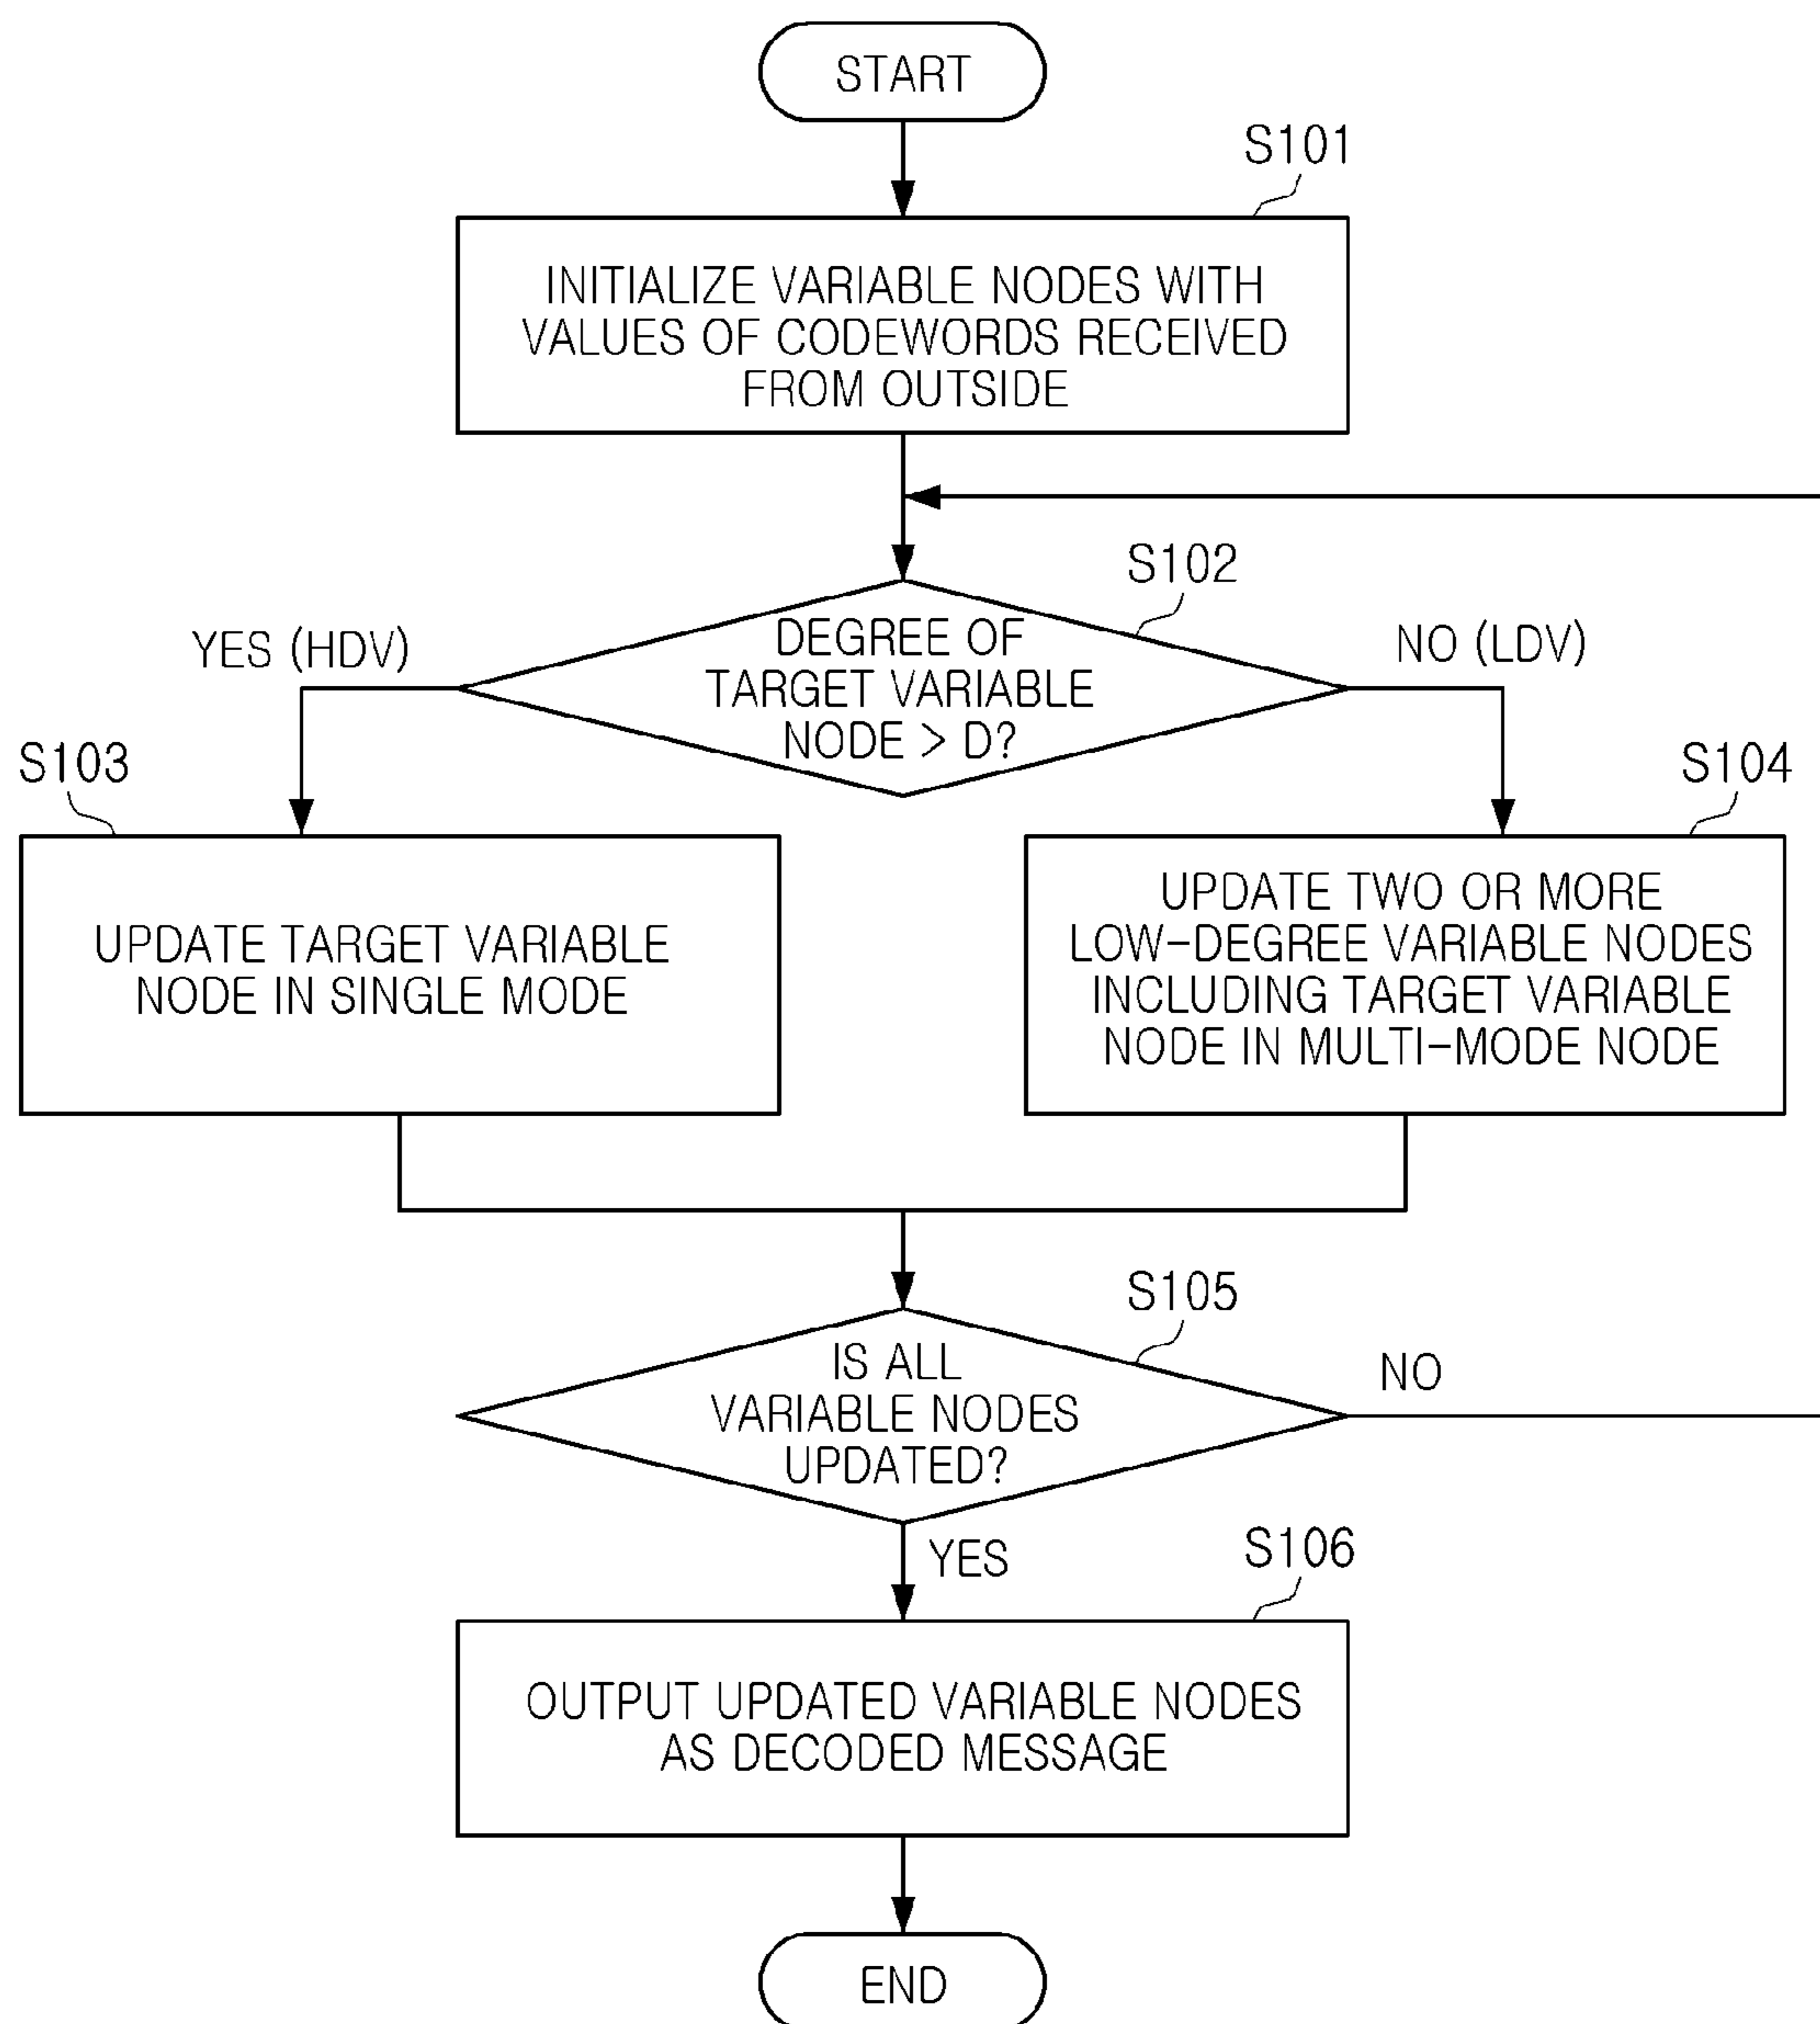 START
S101
INITIALIZE VARIABLE NODES WITH
VALUES OF CODEWORDS RECEIVED
FROM OUTSIDE
S102
DEGREE OF
TARGET VARIABLE
NODE > D?
YES (HDV)
NO (LDV)
S103
UPDATE TARGET VARIABLE
NODE IN SINGLE MODE
S104
UPDATE TWO OR MORE
LOW-DEGREE VARIABLE NODES
INCLUDING TARGET VARIABLE
NODE IN MULTI-MODE NODE
S105
IS ALL
VARIABLE NODES
UPDATED?
NO
YES
S106
OUTPUT UPDATED VARIABLE NODES
AS DECODED MESSAGE
END